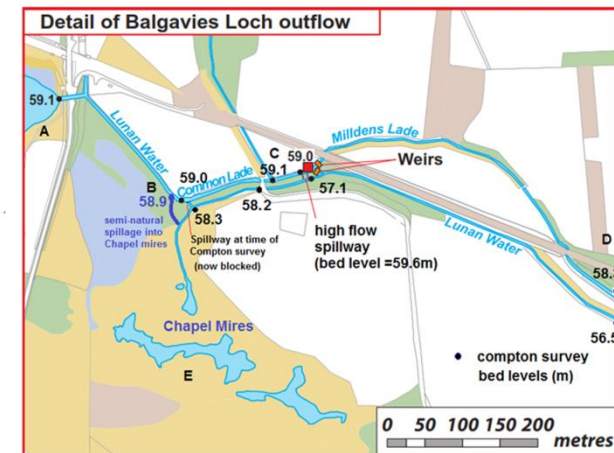 Detail of Balgavies Loch outflow
59.1
A
Lunan Water
Milldens Lade
C
59.0
59.1
Weirs
B
58.9
59.0
Common Lade
57.1
58.2
58.3
semi-natural
spillage into
Chapel mires
Spillway at time of
Compton survey
(now blocked)
high flow
spillway
(bed level =59.6m)
Lunan Water
D
58.
56.5
Chapel Mires
E
compton survey
bed levels (m)
0 50 100 150 200
metres